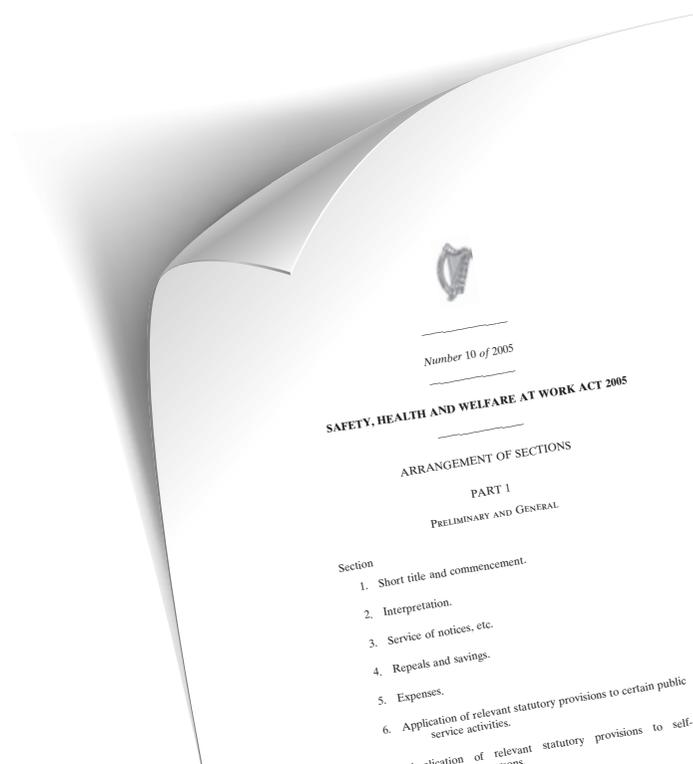 Number 10 of 2005
SAFETY, HEALTH AND WELFARE AT WORK ACT 2005
ARRANGEMENT OF SECTIONS
PART 1
Preliminary and General
Section
1. Short title and commencement.
2. Interpretation.
3. Service of notices, etc.
4. Repeals and savings.
5. Expenses.
6. Application of relevant statutory provisions to certain public
service activities.
of relevant statutory provisions to self-